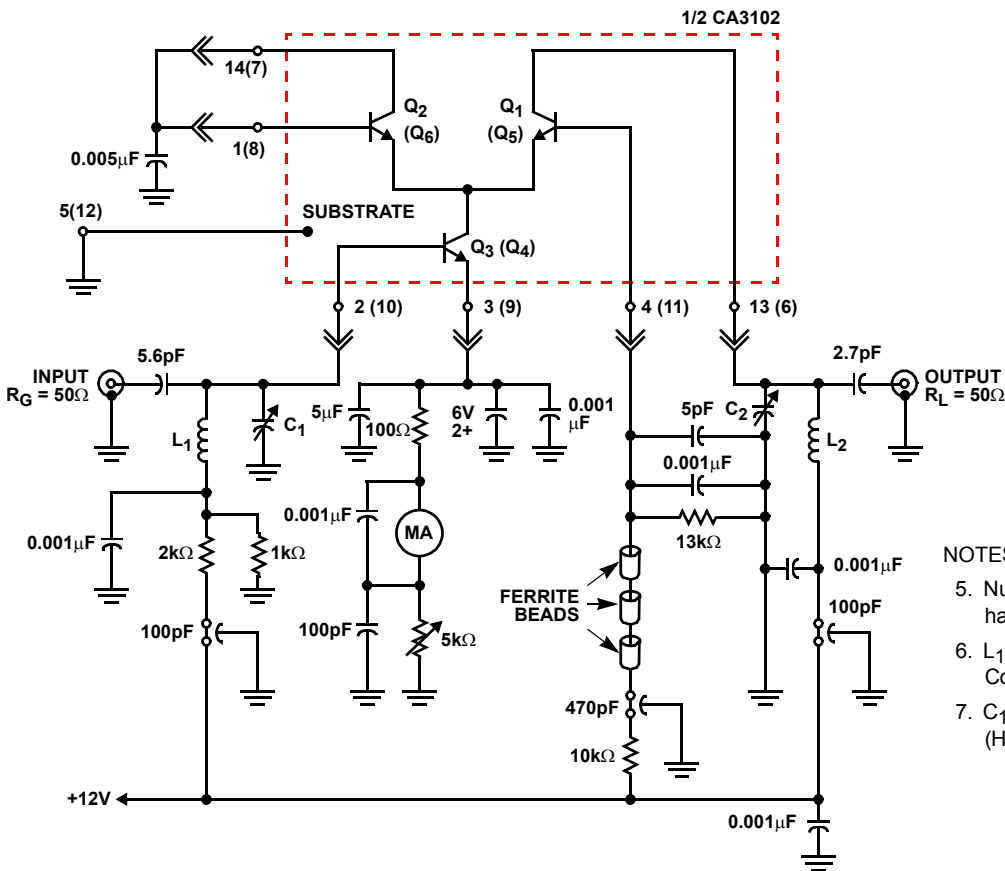 1/2 CA3102
14(7)
Q2
(Q6)
Q1
(Q5)
1(8)
0.005µF
5(12)
SUBSTRATE
Q3 (Q4)
2 (10)
3 (9)
4 (11)
13 (6)
5.6pF
2.7pF
INPUT
RG = 50Ω
OUTPUT
RL = 50Ω
C1
5µF
100Ω
6V
2+
0.001
µF
5pF
C2
L1
L2
0.001µF
0.001µF
2kΩ
1kΩ
0.001µF
MA
13kΩ
0.001µF
FERRITE
BEADS
100pF
100pF
5kΩ
100pF
470pF
10kΩ
+12V
0.001µF
NOTES
5. Nu
ha
6. L1
Co
7. C1
(H